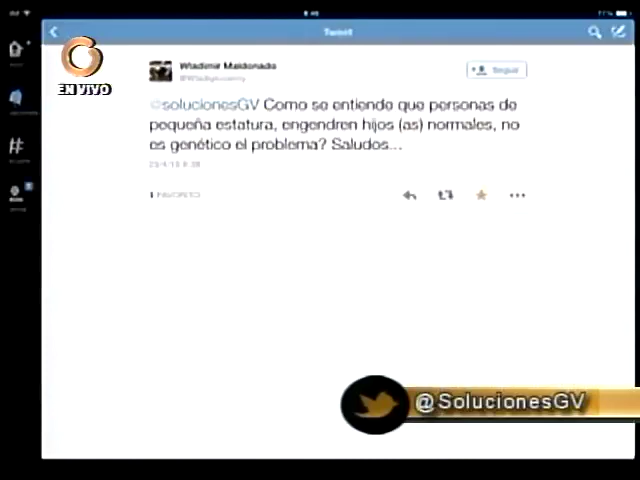 Tweet
EN VIVO
Wladimir Maldonado
Seguir
@solucionesGV Como se entiende que personas de
pequeña estatura, engendren hijos (as) normales, no
es genético el problema? Saludos...
1 FAVORITO
@SolucionesGV